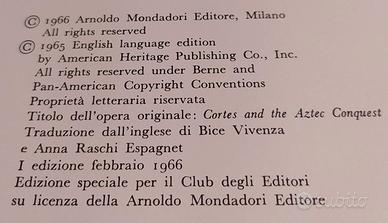 © 1966 Arnoldo Mondadori Editore, Milano
All rights reserved
© 1965 English language edition
by American Heritage Publishing Co., Inc.
All rights reserved under Berne and
Pan-American Copyright Conventions
Proprietà letteraria riservata
Titolo dell'opera originale: Cortes and the Aztec Conquest
Traduzione dall'inglese di Bice Vivenza
e Anna Raschi Espagnet
I edizione febbraio 1966
Edizione speciale per il Club degli Editori
su licenza della Arnoldo Mondadori Editore
subito